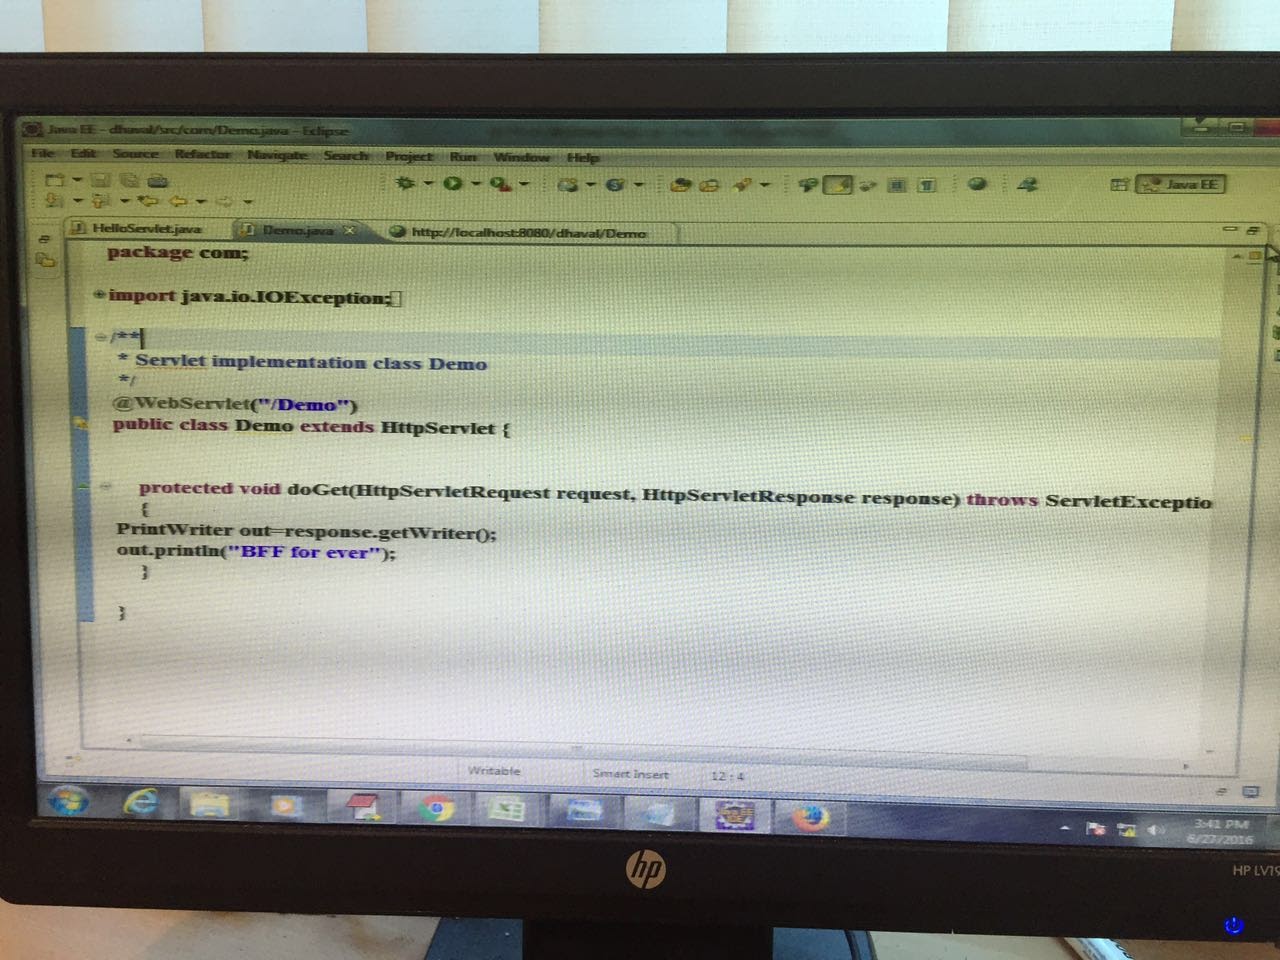 Java EE - dhaval/src/com/Demo.java - Eclipse
File Edit Source Refactor Navigate Search Project Run Window Help
Java EE
HelloServlet.java Demo.java http://localhost:8080/dhaval/Demo
package com;
import java.io.IOException;
/**
* Servlet implementation class Demo
*/
@WebServlet("/Demo")
public class Demo extends HttpServlet {
protected void doGet(HttpServletRequest request, HttpServletResponse response) throws ServletExceptio
{
PrintWriter out=response.getWriter();
out.println("BFF for ever");
}
}
Writable Smart Insert 12 : 4
3:41 PM
6/27/2016
hp
HP LV19